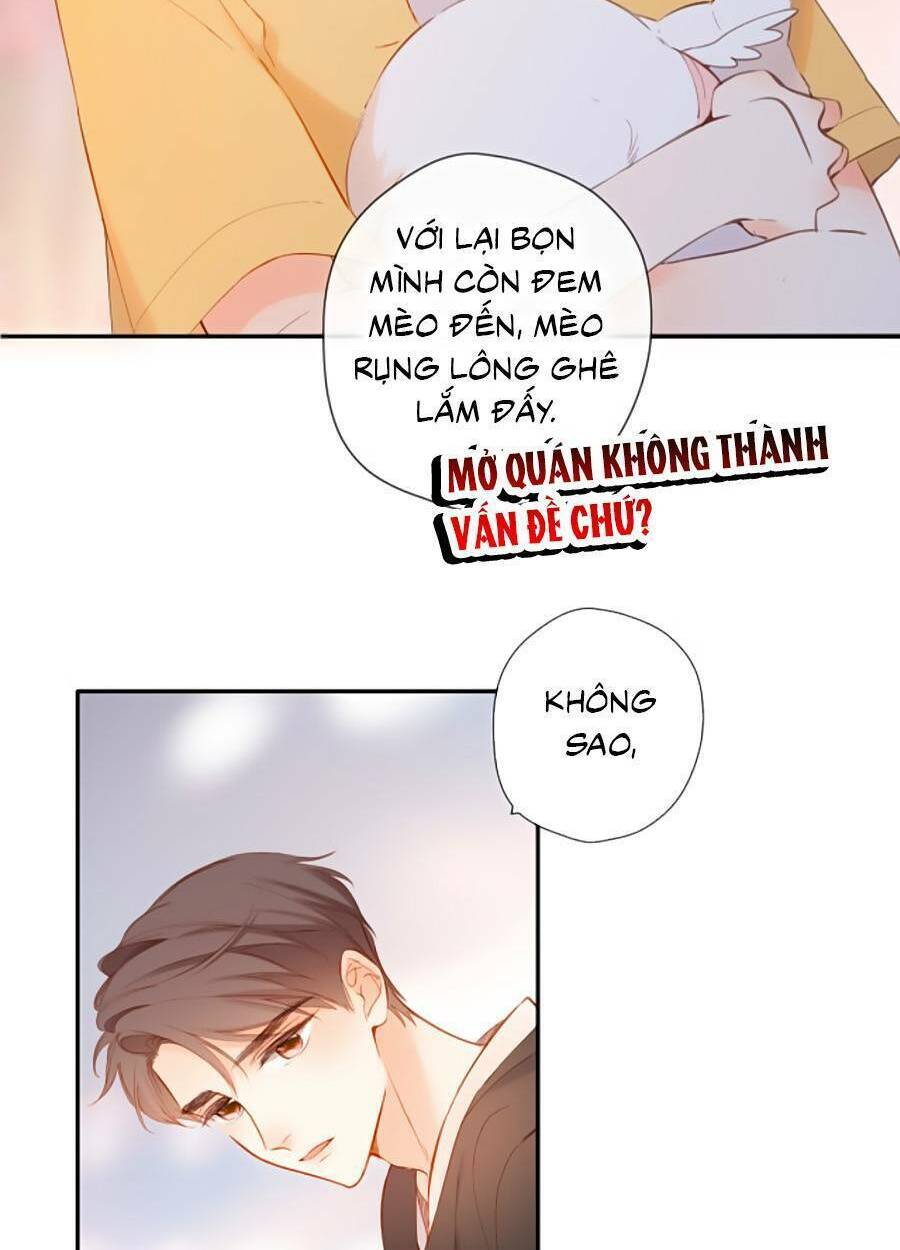 VỚI LẠI BỌN
MÌNH CÒN ĐEM
MÈO ĐẾN, MÈO
RỤNG LÔNG GHÊ
LẮM ĐẤY.
MỞ QUÁN KHÔNG THÀNH
VẤN ĐỀ CHỨ?
KHÔNG
SAO,